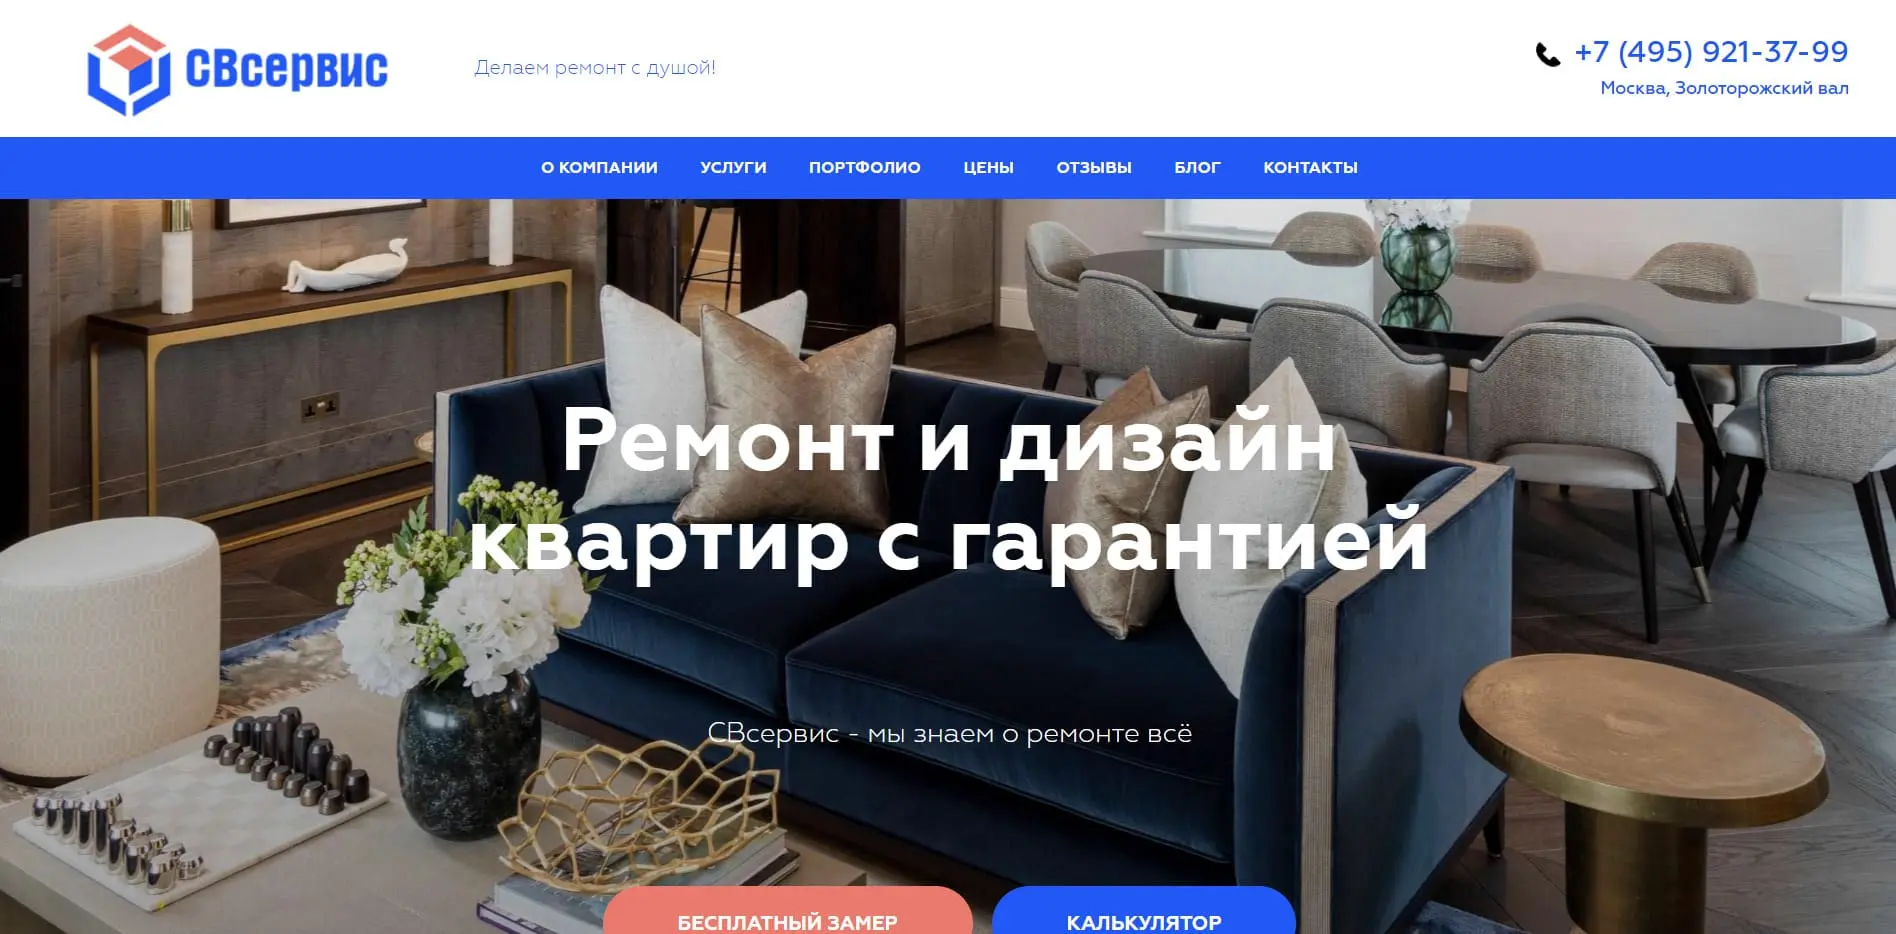 СВсервис
Делаем ремонт с душой!
+7 (495) 921-37-99
Москва, Золоторожский вал
О КОМПАНИИ УСЛУГИ ПОРТФОЛИО ЦЕНЫ ОТЗЫВЫ БЛОГ КОНТАКТЫ
Ремонт и дизайн
квартир с гарантией
СВсервис - мы знаем о ремонте всё
БЕСПЛАТНЫЙ ЗАМЕР КАЛЬКУЛЯТОР